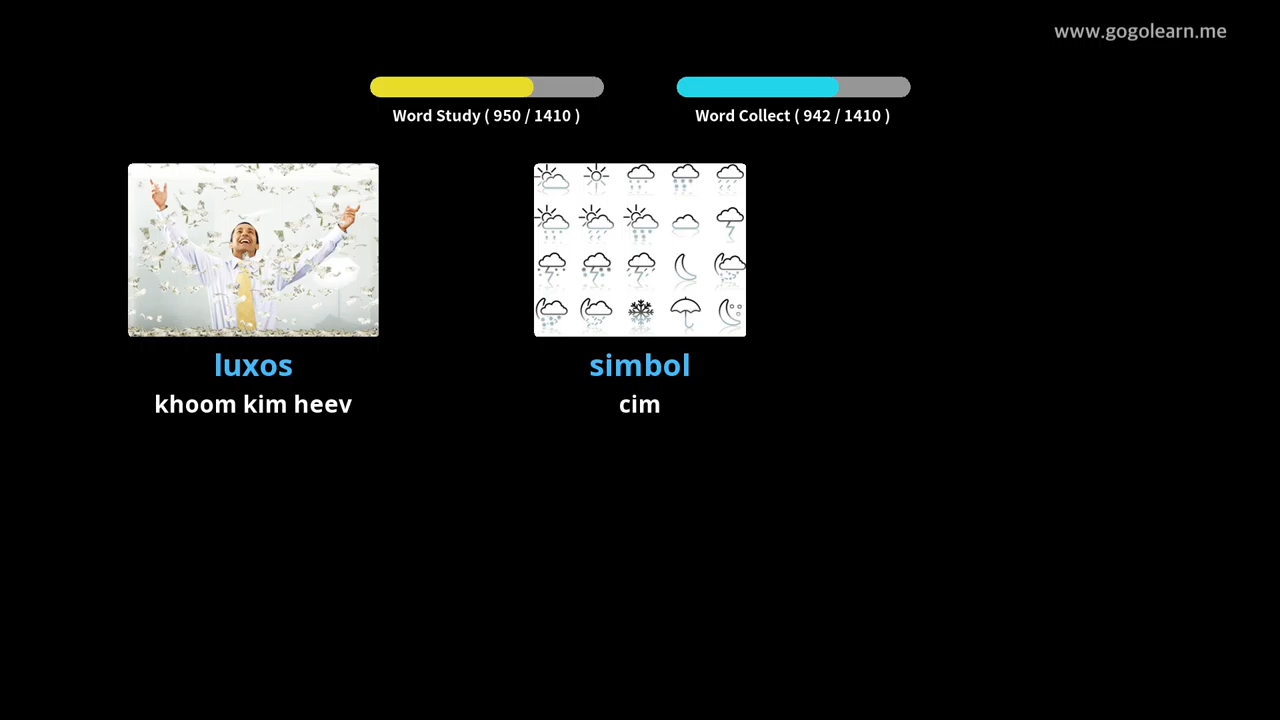 www.gogolearn.me
Word Study ( 950 / 1410 )
Word Collect ( 942 / 1410 )
luxos
khoom kim heev
simbol
cim